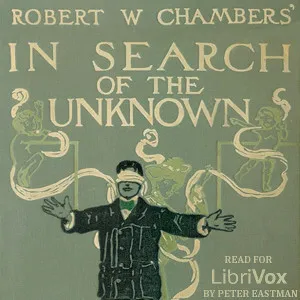 ROBERT W CHAMBERS'
IN SEARCH
OF THE
UNKNOWN
READ FOR
LibriVox
BY PETER EASTMAN